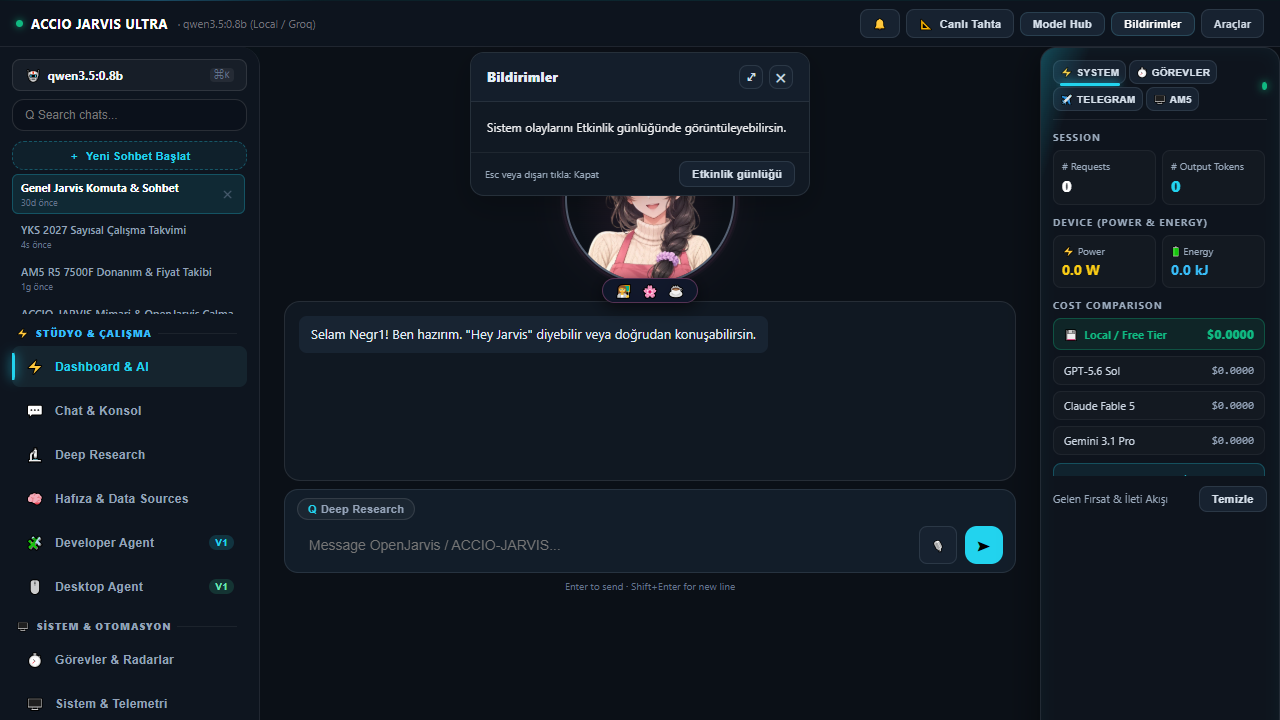 ACCIO JARVIS ULTRA · qwen3.5:0.8b (Local / Groq)
Canlı Tahta
Model Hub
Bildirimler
Araçlar
qwen3.5:0.8b ⌘K
Search chats...
+ Yeni Sohbet Başlat
Genel Jarvis Komuta & Sohbet
30d önce
YKS 2027 Sayısal Çalışma Takvimi
4s önce
AM5 R5 7500F Donanım & Fiyat Takibi
1g önce
ACCIO JARVIS Mimari & OpenJarvis Çalma
STÜDYO & ÇALIŞMA
Dashboard & AI
Chat & Konsol
Deep Research
Hafıza & Data Sources
Developer Agent V1
Desktop Agent V1
SİSTEM & OTOMASYON
Görevler & Radarlar
Sistem & Telemetri
Bildirimler
Sistem olaylarını Etkinlik günlüğünde görüntüleyebilirsin.
Esc veya dışarı tıkla: Kapat
Etkinlik günlüğü
Selam Negr1! Ben hazırım. "Hey Jarvis" diyebilir veya doğrudan konuşabilirsin.
Deep Research
Message OpenJarvis / ACCIO-JARVIS...
Enter to send · Shift+Enter for new line
SYSTEM
GÖREVLER
TELEGRAM
AM5
SESSION
# Requests
0
# Output Tokens
0
DEVICE (POWER & ENERGY)
Power
0.0 W
Energy
0.0 kJ
COST COMPARISON
Local / Free Tier $0.0000
GPT-5.6 Sol $0.0000
Claude Fable 5 $0.0000
Gemini 3.1 Pro $0.0000
Gelen Fırsat & İleti Akışı
Temizle